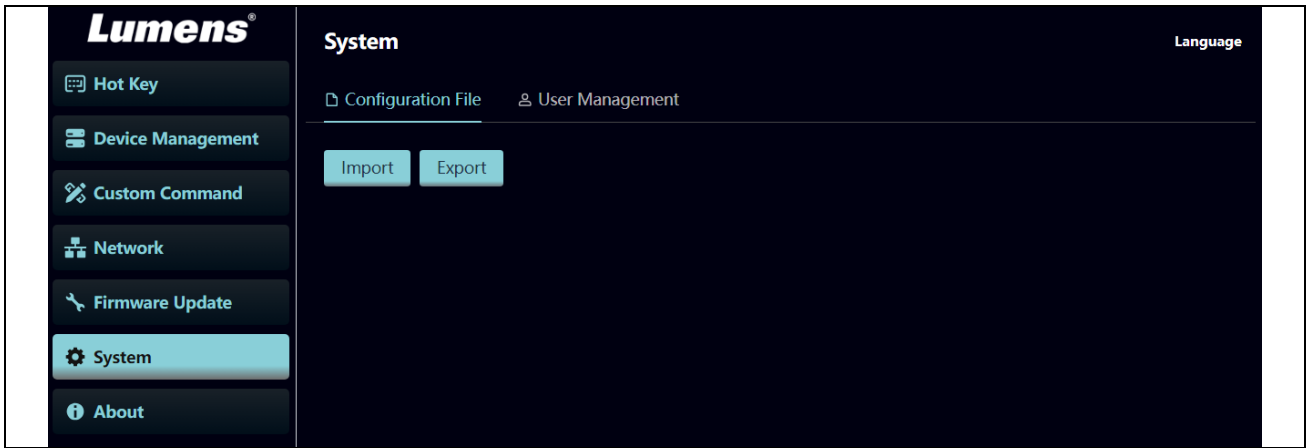 Lumens®
Hot Key
Device Management
Custom Command
Network
Firmware Update
System
About
System
Language
Configuration File
User Management
Import
Export